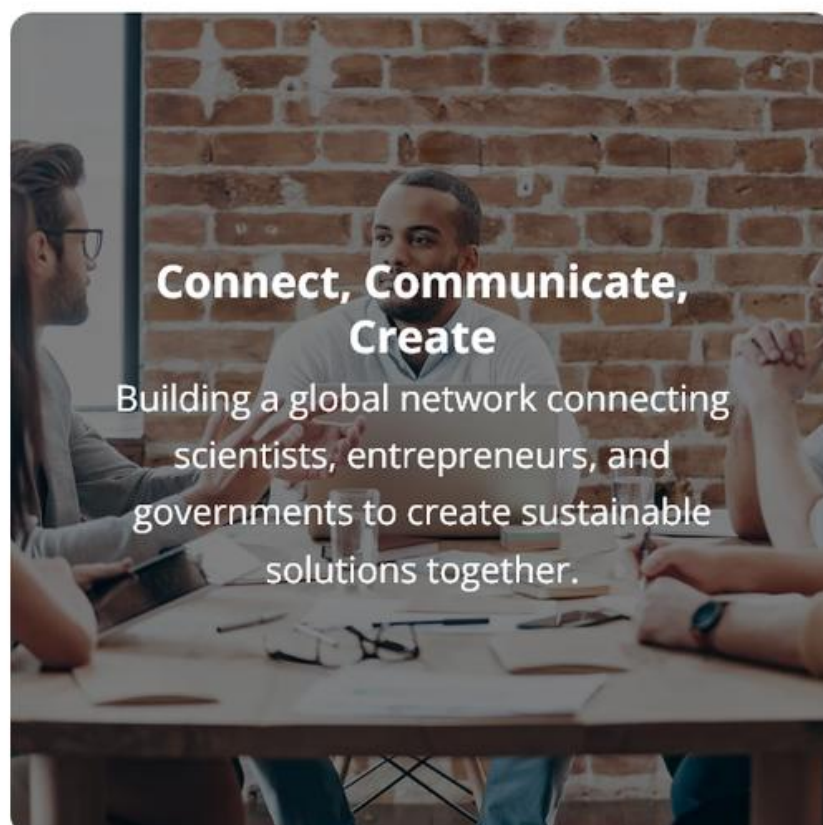 Connect, Communicate,
Create
Building a global network connecting
scientists, entrepreneurs, and
governments to create sustainable
solutions together.